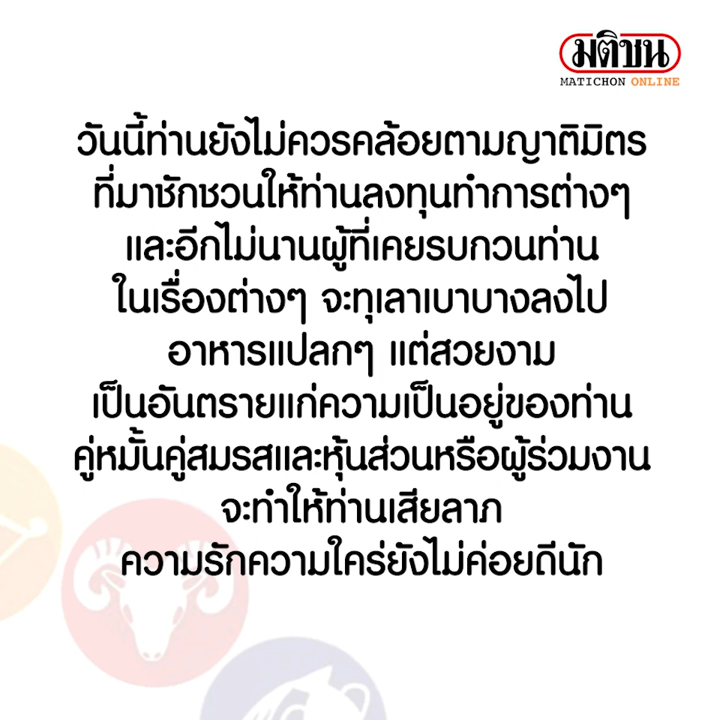 มติชน
MATICHON ONLINE
วันนี้ท่านยังไม่ควรคล้อยตามญาติมิตร
ที่มาชักชวนให้ท่านลงทุนทำการต่างๆ
และอีกไม่นานผู้ที่เคยรบกวนท่าน
ในเรื่องต่างๆ จะทุเลาเบาบางลงไป
อาหารแปลกๆ แต่สวยงาม
เป็นอันตรายแก่ความเป็นอยู่ของท่าน
คู่หมั้นคู่สมรสและหุ้นส่วนหรือผู้ร่วมงาน
จะทำให้ท่านเสียลาภ
ความรักความใคร่ยังไม่ค่อยดีนัก